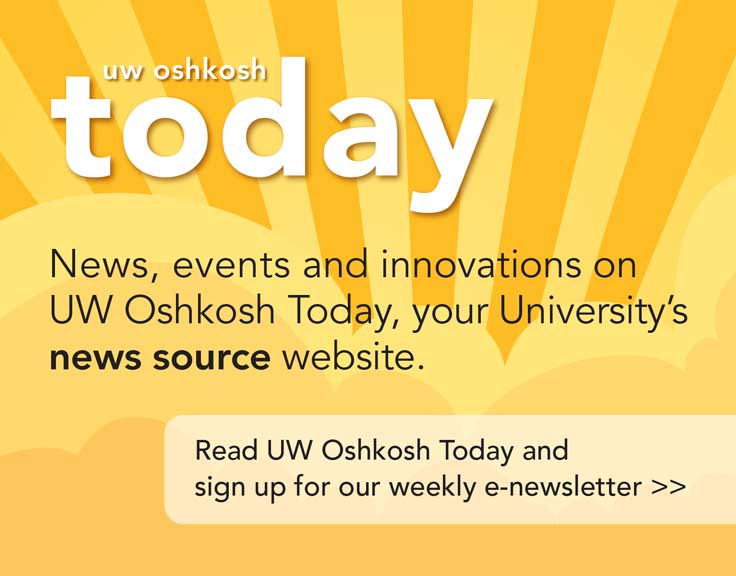 uw oshkosh
today
News, events and innovations on
UW Oshkosh Today, your University’s
news source website.
Read UW Oshkosh Today and
sign up for our weekly e-newsletter >>